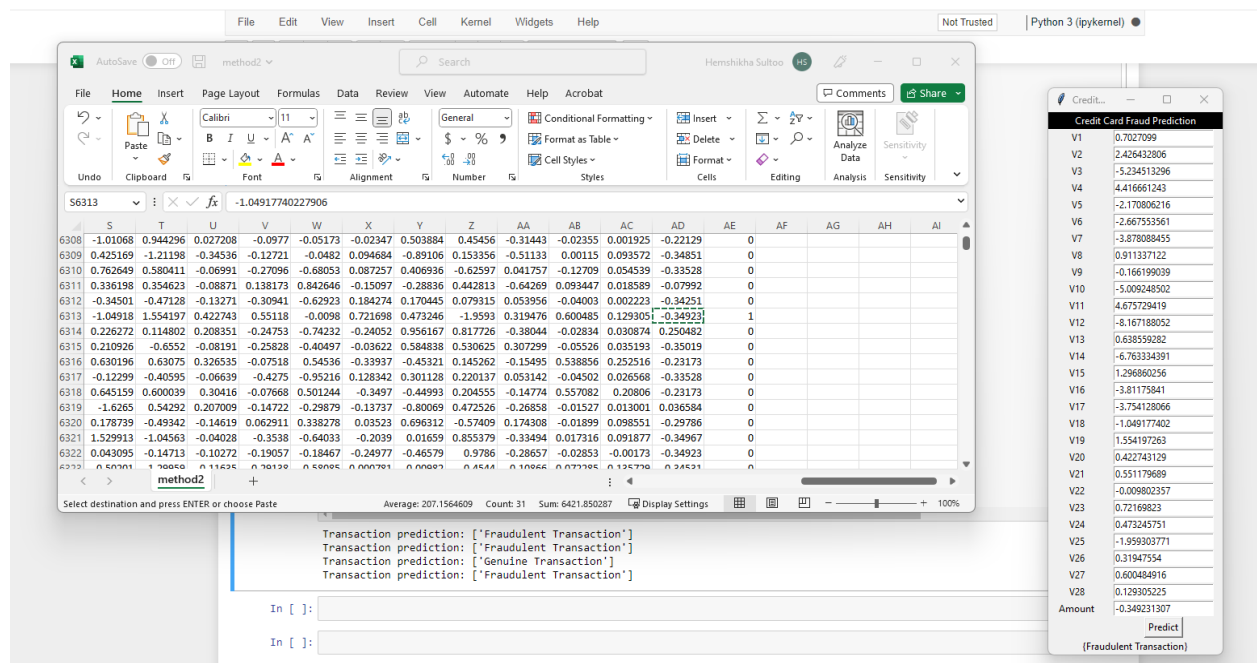 File Edit View Insert Cell Kernel Widgets Help Not Trusted Python 3 (ipykernel)
AutoSave Off method2 Search Hemshikha Sultoo HS
File Home Insert Page Layout Formulas Data Review View Automate Help Acrobat Comments Share
Paste Calibri 11 General Conditional Formatting Insert
B I U A A $ % Format as Table Delete Analyze Data Sensitivity
Cell Styles Format
Undo Clipboard Font Alignment Number Styles Cells Editing Analysis Sensitivity
S6313 fx -1.04917740227906
S T U V W X Y Z AA AB AC AD AE AF AG AH AI
6308 -1.01068 0.944296 0.027208 -0.0977 -0.05173 -0.02347 0.503884 0.45456 -0.31443 -0.02355 0.001925 -0.22129 0
6309 0.425169 -1.21198 -0.34536 -0.12721 -0.0482 0.094684 -0.89106 0.153356 -0.51133 0.00115 0.093572 -0.34851 0
6310 0.762649 0.580411 -0.06991 -0.27096 -0.68053 0.087257 0.406936 -0.62597 0.041757 -0.12709 0.054539 -0.33528 0
6311 0.336198 0.354623 -0.08871 0.138173 0.842646 -0.15097 -0.28836 0.442813 -0.64269 0.093447 0.018589 -0.07992 0
6312 -0.34501 -0.47128 -0.13271 -0.30941 -0.62923 0.184274 0.170445 0.079315 0.053956 -0.04003 0.002223 -0.34251 0
6313 -1.04918 1.554197 0.422743 0.55118 -0.0098 0.721698 0.473246 -1.9593 0.319476 0.600485 0.129305 -0.34923 1
6314 0.226272 0.114802 0.208351 -0.24753 -0.74232 -0.24052 0.956167 0.817726 -0.38044 -0.02834 0.030874 0.250482 0
6315 0.210926 -0.6552 -0.08191 -0.25828 -0.40497 -0.03622 0.584838 0.530625 0.307299 -0.05526 0.035193 -0.35019 0
6316 0.630196 0.63075 0.326535 -0.07518 0.54536 -0.33937 -0.45321 0.145262 -0.15495 0.538856 0.252516 -0.23173 0
6317 -0.12299 -0.40595 -0.06639 -0.4275 -0.95216 0.128342 0.301128 0.220137 0.053142 -0.04502 0.026568 -0.33528 0
6318 0.645159 0.600039 0.30416 -0.07668 0.501244 -0.3497 -0.44993 0.204555 -0.14774 0.557082 0.20806 -0.23173 0
6319 -1.6265 0.54292 0.207009 -0.14722 -0.29879 -0.13737 -0.80069 0.472526 -0.26858 -0.01527 0.013001 0.036584 0
6320 0.178739 -0.49342 -0.14619 0.062911 0.338278 0.03523 0.696312 -0.57409 0.174308 -0.01899 0.098551 -0.29786 0
6321 1.529913 -1.04563 -0.04028 -0.3538 -0.64033 -0.2039 0.01659 0.855379 -0.33494 0.017316 0.091877 -0.34967 0
6322 0.043095 -0.14713 -0.10272 -0.19057 -0.18467 -0.24977 -0.46579 0.9786 -0.28657 -0.02853 -0.00173 -0.34923 0
method2
Select destination and press ENTER or choose Paste Average: 207.1564609 Count: 31 Sum: 6421.850287 Display Settings 100%
Transaction prediction: ['Fraudulent Transaction']
Transaction prediction: ['Fraudulent Transaction']
Transaction prediction: ['Genuine Transaction']
Transaction prediction: ['Fraudulent Transaction']
In [ ]:
In [ ]:
Credit...
Credit Card Fraud Prediction
V1 0.7027099
V2 2.426432806
V3 -5.234513296
V4 4.416661243
V5 -2.170806216
V6 -2.667553561
V7 -3.878088455
V8 0.911337122
V9 -0.166199039
V10 -5.009248502
V11 4.675729419
V12 -8.167188052
V13 0.638559282
V14 -6.763334391
V15 1.296860256
V16 -3.81175841
V17 -3.754128066
V18 -1.049177402
V19 1.554197263
V20 0.422743129
V21 0.551179689
V22 -0.009802357
V23 0.72169823
V24 0.473245751
V25 -1.959303771
V26 0.31947554
V27 0.600484916
V28 0.129305225
Amount -0.349231307
Predict
{Fraudulent Transaction}